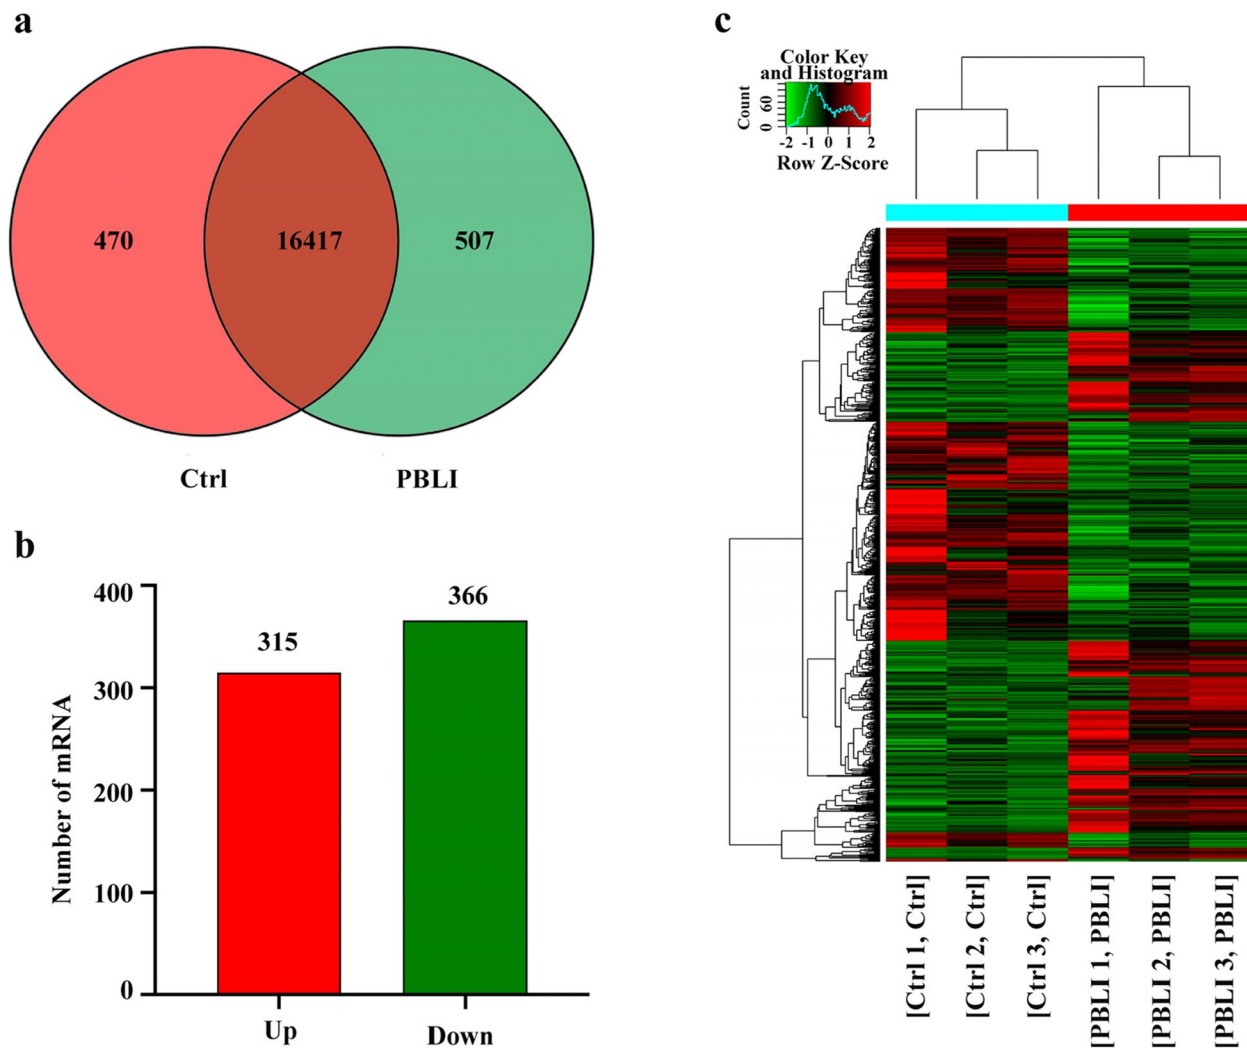 a
470
16417
507
Ctrl
PBLI
b
400
300
200
100
0
Number of mRNA
315
366
Up
Down
c
Color Key
and Histogram
Count
0
60
-2 -1 0 1 2
Row Z-Score
[Ctrl 1, Ctrl]
[Ctrl 2, Ctrl]
[Ctrl 3, Ctrl]
[PBLI 1, PBLI]
[PBLI 2, PBLI]
[PBLI 3, PBLI]